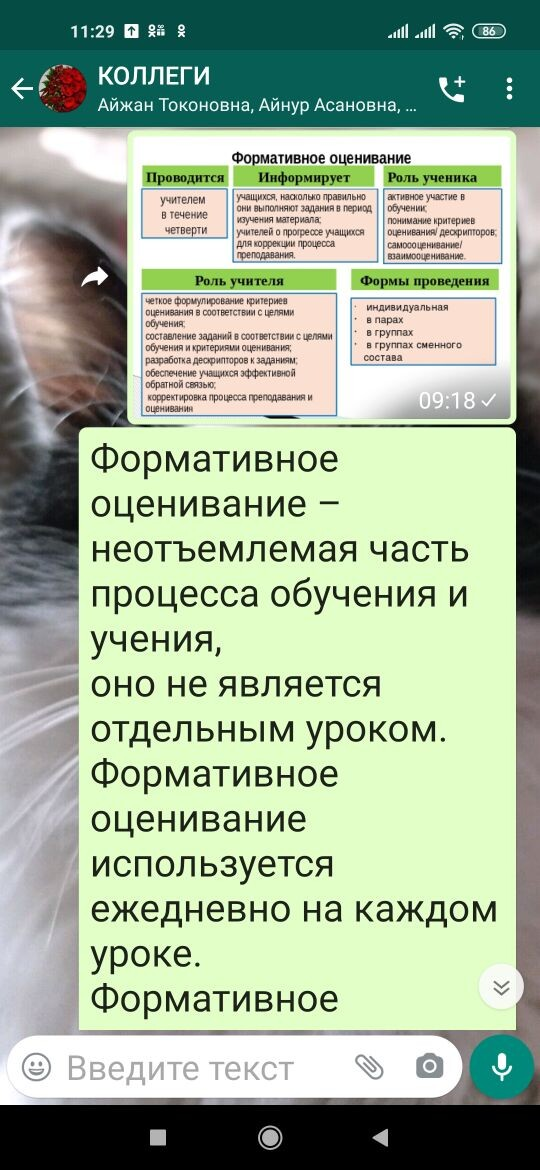 11:29
86
КОЛЛЕГИ
Айжан Токоновна, Айнур Асановна, ...
Формативное оценивание
Проводится
учителем
в течение
четверти
Информирует
учащихся, насколько правильно
они выполняют задания в период
изучения материала;
учителей о прогрессе учащихся
для коррекции процесса
преподавания.
Роль ученика
активное участие в
обучении;
понимание критериев
оценивания/ дескрипторов;
самоооценивание/
взаимооценивание.
Роль учителя
четкое формулирование критериев
оценивания в соответствии с целями
обучения;
составление заданий в соответствии с целями
обучения и критериями оценивания;
разработка дескрипторов к заданиям;
обеспечение учащихся эффективной
обратной связью;
корректировка процесса преподавания и
оценивания
Формы проведения
· индивидуальная
· в парах
· в группах
· в группах сменного
состава
09:18
Формативное
оценивание –
неотъемлемая часть
процесса обучения и
учения,
оно не является
отдельным уроком.
Формативное
оценивание
используется
ежедневно на каждом
уроке.
Формативное
Введите текст